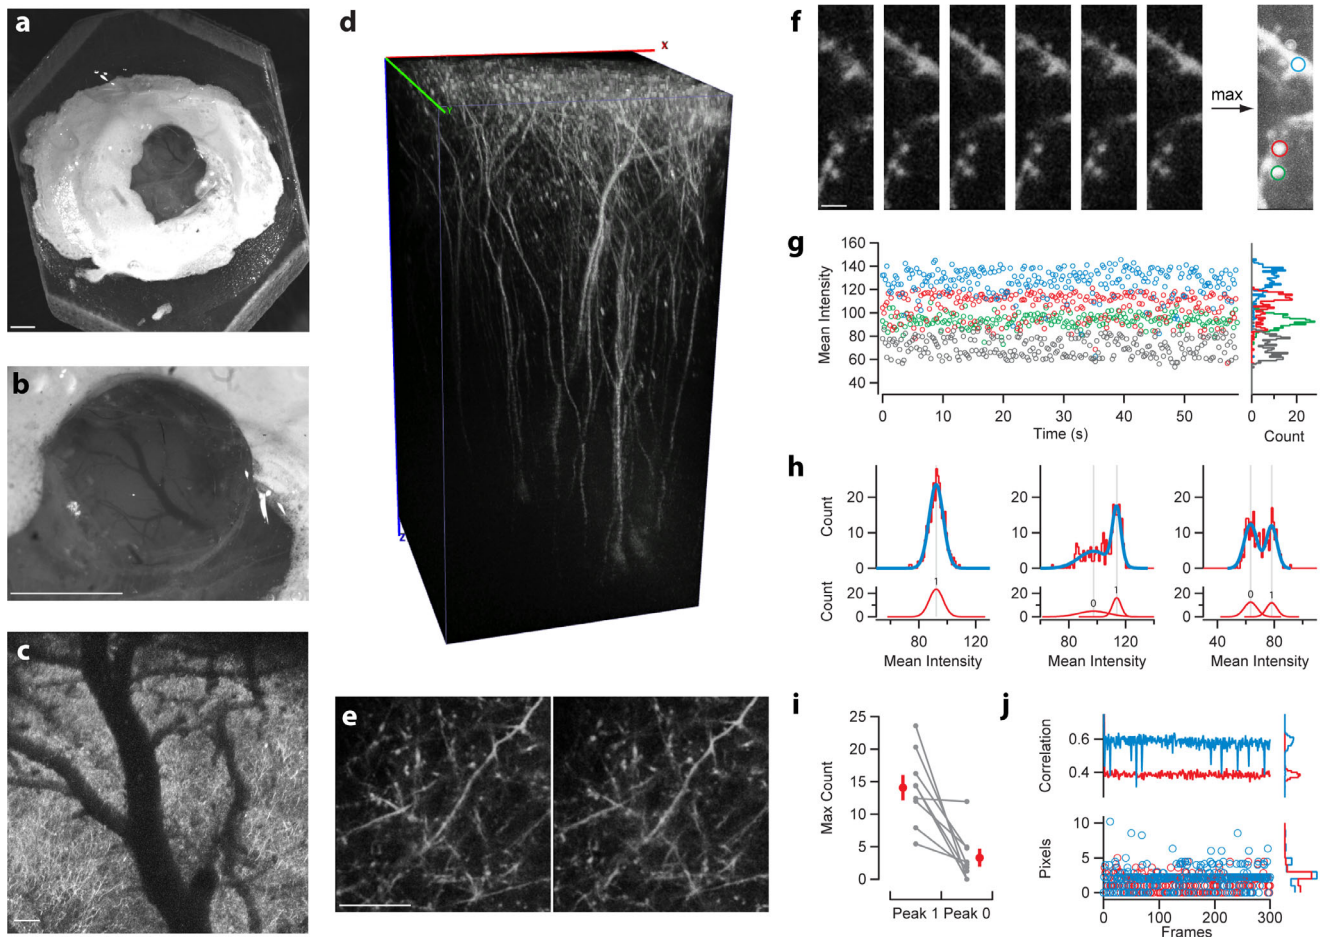 a
b
c
d
X
Y
Z
e
f
max
g
160
140
120
100
80
60
40
Mean Intensity
0
10
20
30
40
50
Time (s)
0
20
Count
h
20
10
0
Count
20
0
Count
1
80
120
Mean Intensity
20
10
0
20
10
0
0
1
80
120
Mean Intensity
20
10
0
20
0
0
1
40
80
Mean Intensity
i
25
20
15
10
5
0
Max Count
Peak 1 Peak 0
j
0.6
0.4
Correlation
10
5
0
Pixels
0
100
200
300
Frames